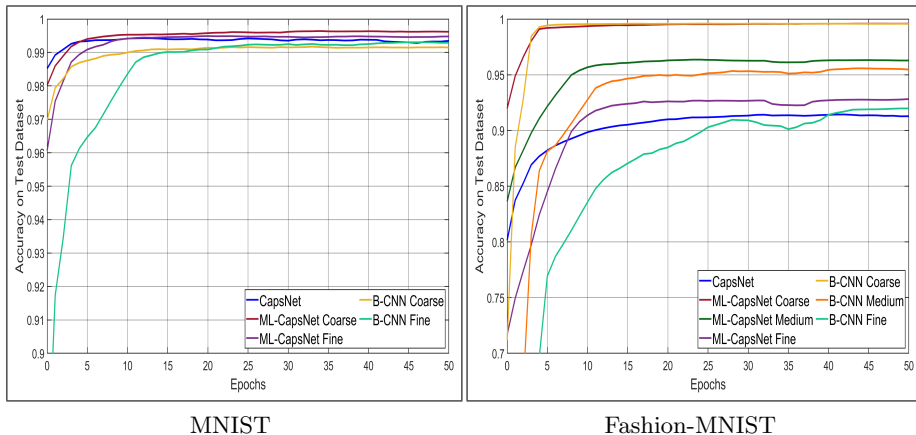 Accuracy on Test Dataset
1
0.99
0.98
0.97
0.96
0.95
0.94
0.93
0.92
0.91
0.9
0 5 10 15 20 25 30 35 40 45 50
Epochs
CapsNet
ML-CapsNet Coarse
ML-CapsNet Fine
B-CNN Coarse
B-CNN Fine
MNIST
Accuracy on Test Dataset
1
0.95
0.9
0.85
0.8
0.75
0.7
0 5 10 15 20 25 30 35 40 45 50
Epochs
CapsNet
ML-CapsNet Coarse
ML-CapsNet Medium
ML-CapsNet Fine
B-CNN Coarse
B-CNN Medium
B-CNN Fine
Fashion-MNIST